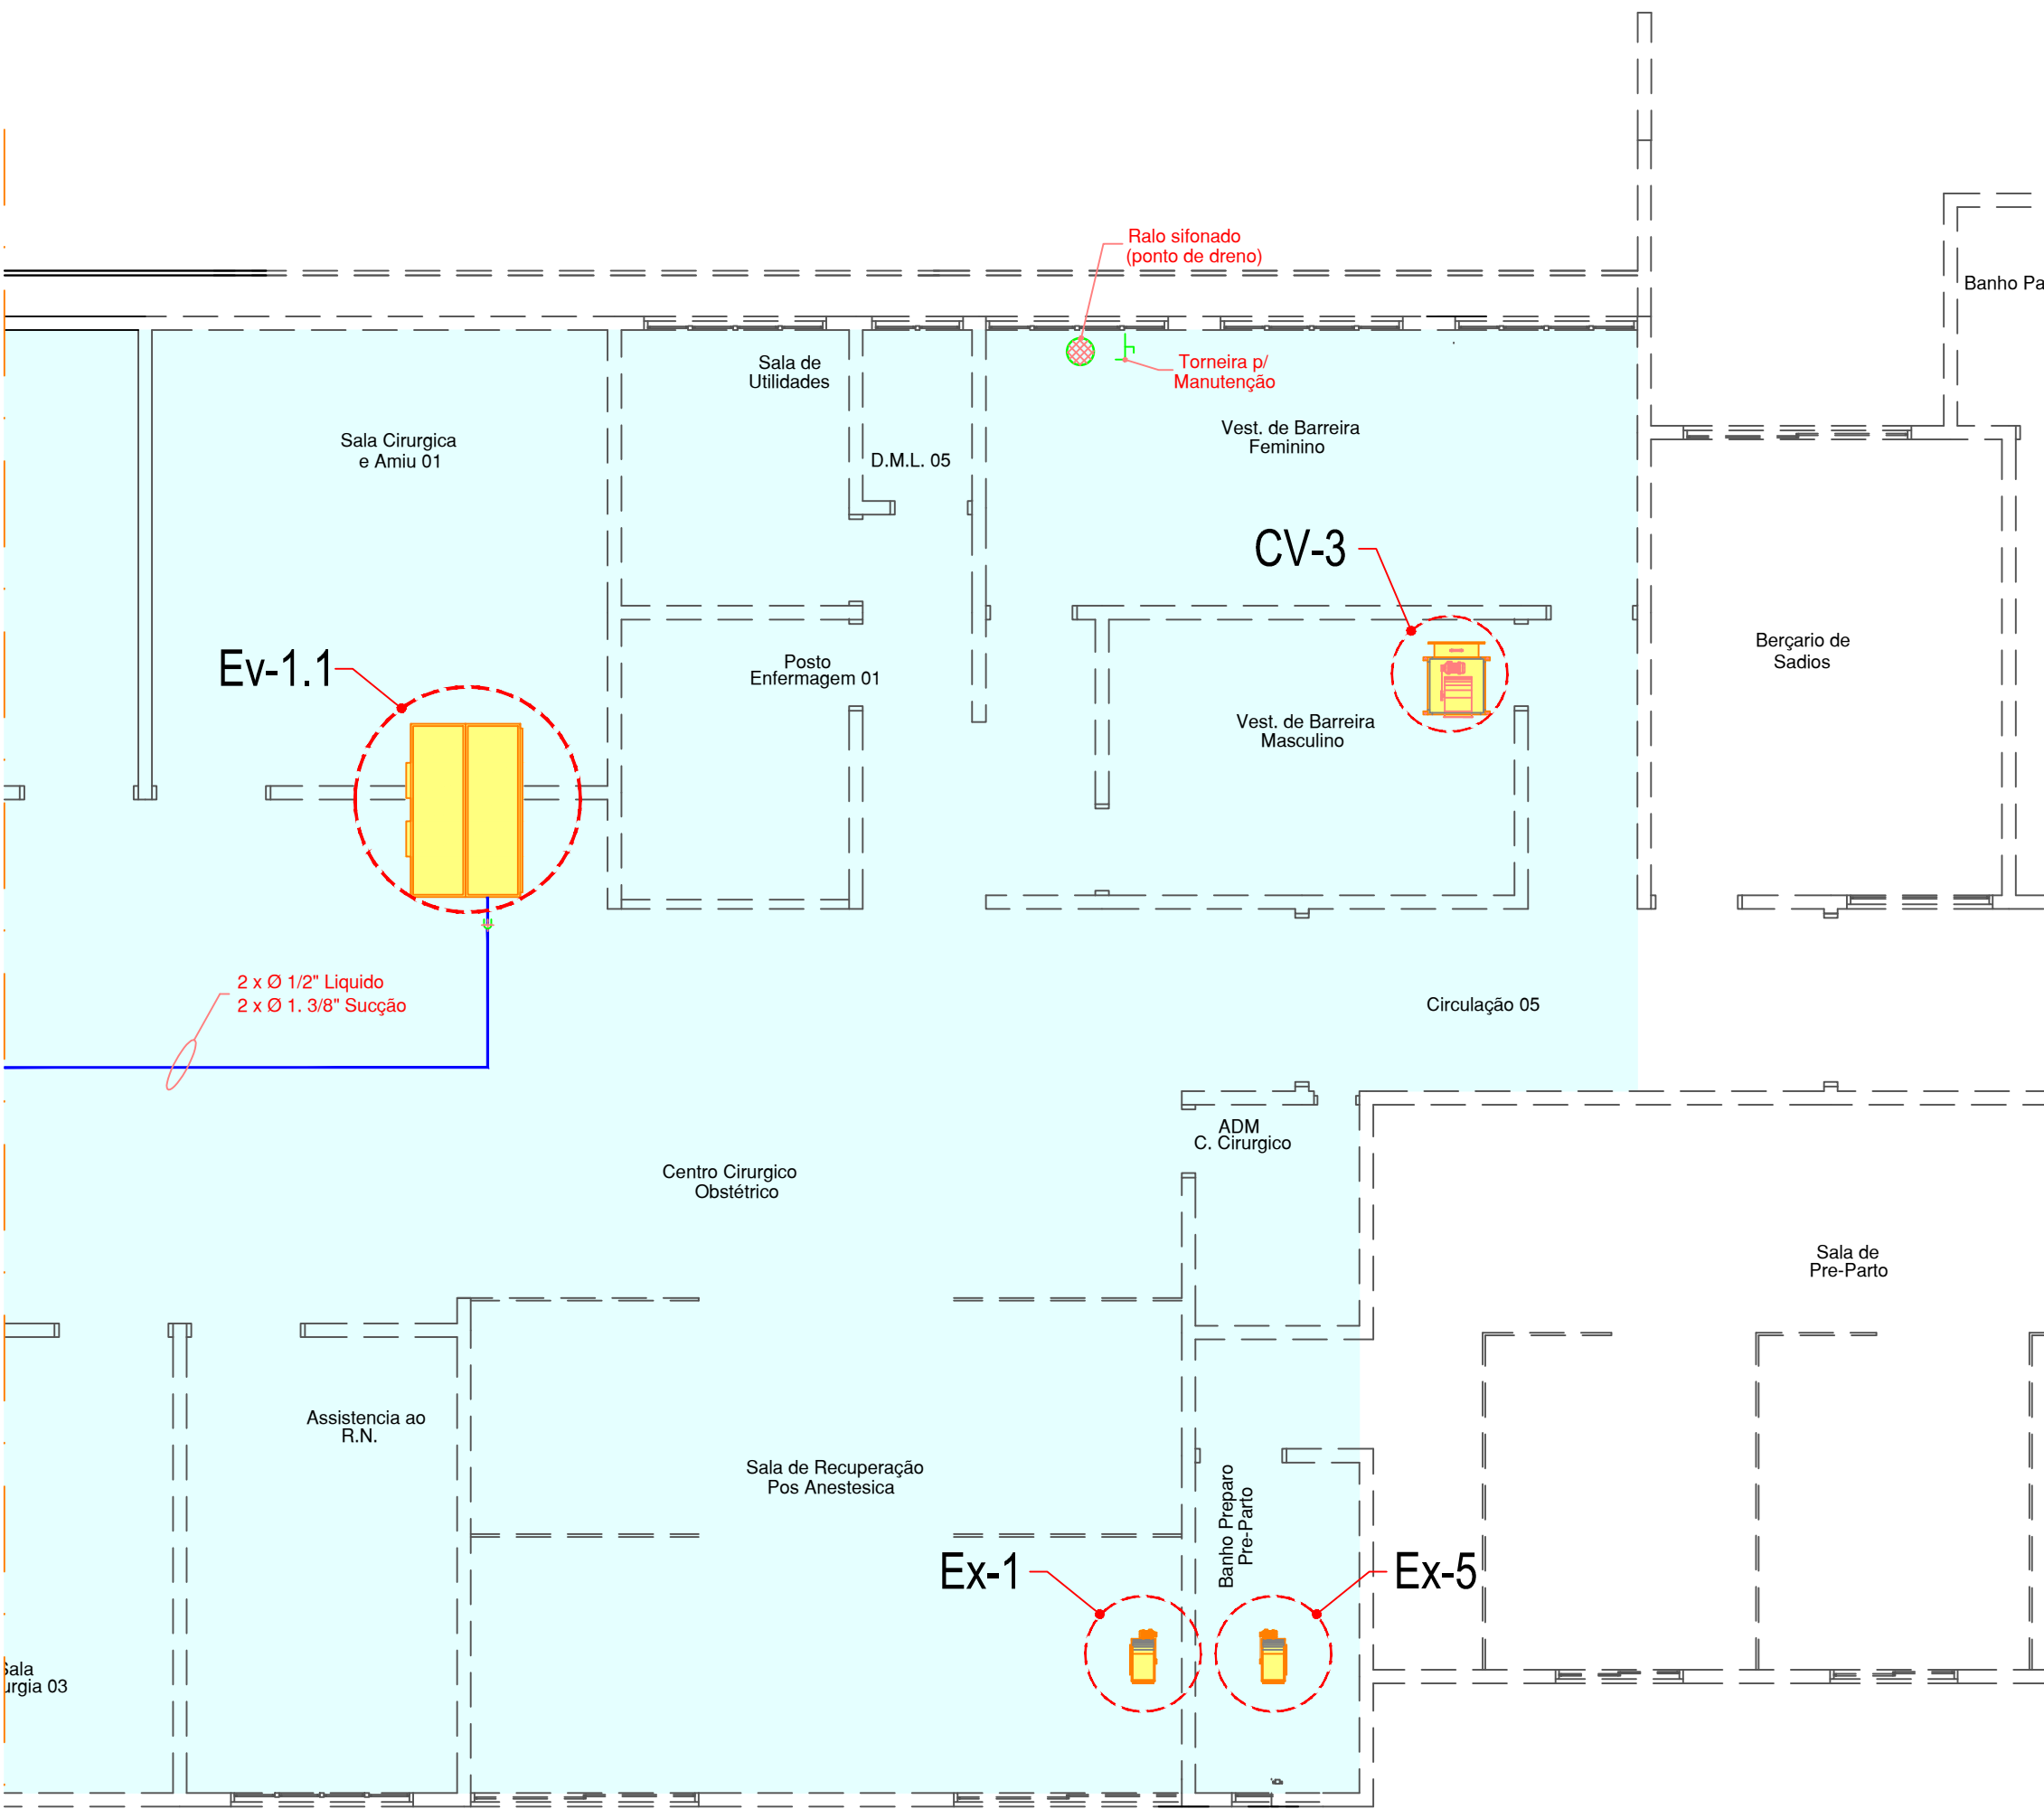 Ralo sifonado
(ponto de dreno)
Banho Pa
Sala de
Utilidades
Torneira p/
Manutenção
Sala Cirurgica
e Amiu 01
D.M.L. 05
Vest. de Barreira
Feminino
CV-3
Ev-1.1
Posto
Enfermagem 01
Berçario de
Sadios
Vest. de Barreira
Masculino
2 x Ø 1/2" Liquido
2 x Ø 1. 3/8" Sucção
Circulação 05
ADM
C. Cirurgico
Centro Cirurgico
Obstétrico
Sala de
Pre-Parto
Assistencia ao
R.N.
Sala de Recuperação
Pos Anestesica
Banho Preparo
Pre-Parto
Ex-1
Ex-5
Sala
urgia 03